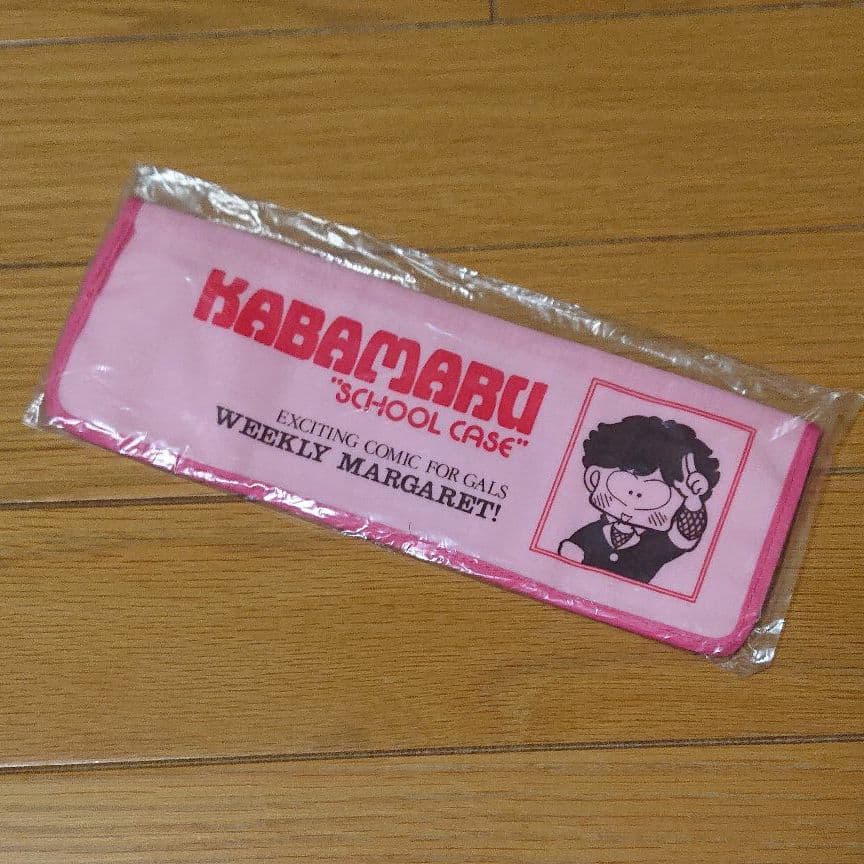 KABAMARU
"SCHOOL CASE"
EXCITING COMIC FOR GALS
WEEKLY MARGARET!